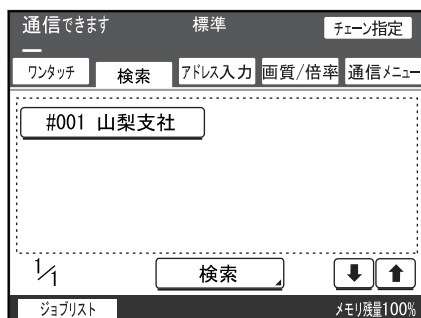 通信できます 標準 チェーン指定
ワンタッチ 検索 アドレス入力 画質/倍率 通信メニュー
#001 山梨支社
1/1 検索
ジョブリスト メモリ残量100%